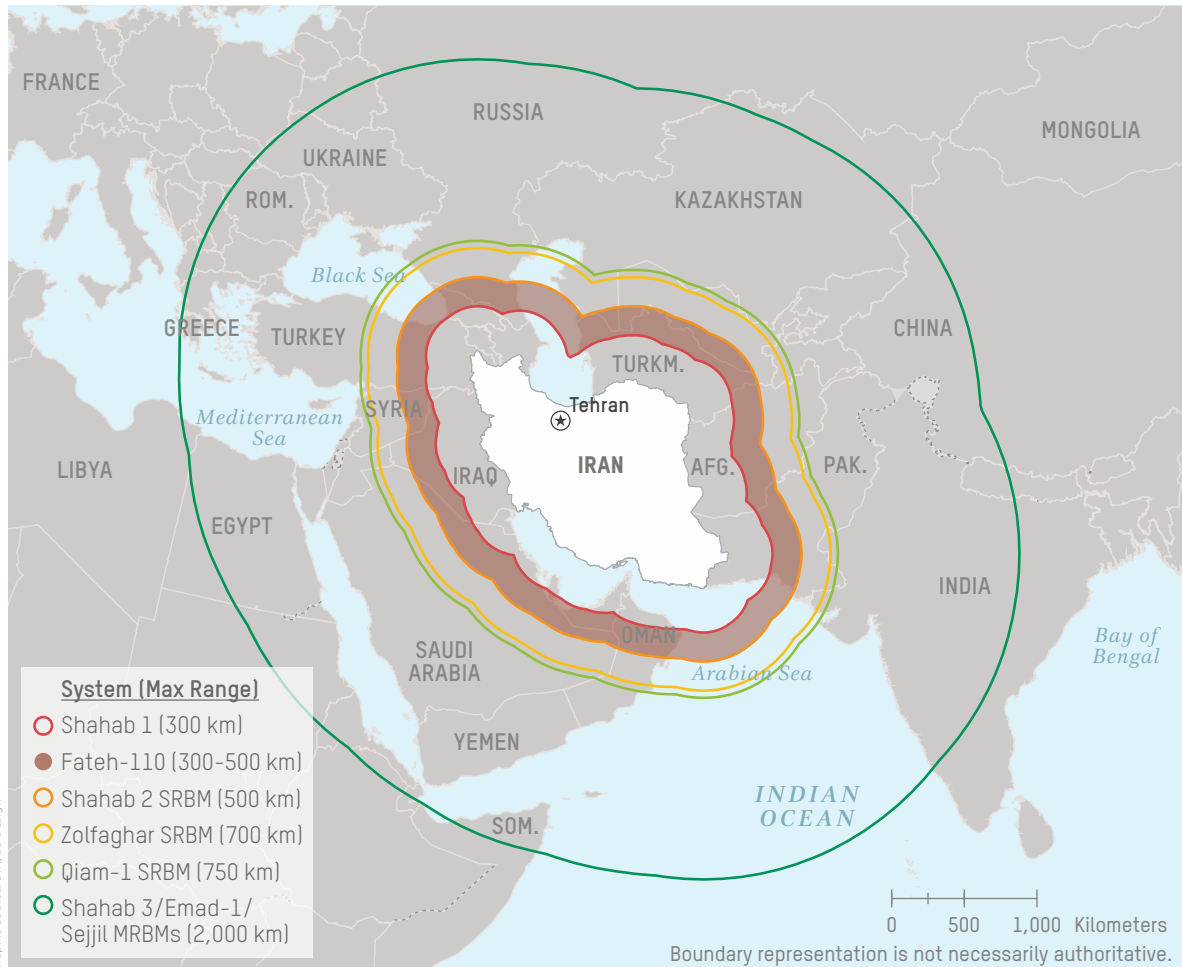 FRANCE
RUSSIA
MONGOLIA
UKRAINE
ROM.
KAZAKHSTAN
Black Sea
GREECE
TURKEY
CHINA
TURKM.
Tehran
SYRIA
Mediterranean
Sea
LIBYA
IRAQ
IRAN
AFG.
PAK.
EGYPT
INDIA
OMAN
SAUDI
ARABIA
Arabian Sea
Bay of
Bengal
YEMEN
INDIAN
OCEAN
SOM.
System (Max Range)
Shahab 1 (300 km)
Fateh-110 (300-500 km)
Shahab 2 SRBM (500 km)
Zolfaghar SRBM (700 km)
Qiam-1 SRBM (750 km)
Shahab 3/Emad-1/
Sejjil MRBMs (2,000 km)
0 500 1,000 Kilometers
Boundary representation is not necessarily authoritative.